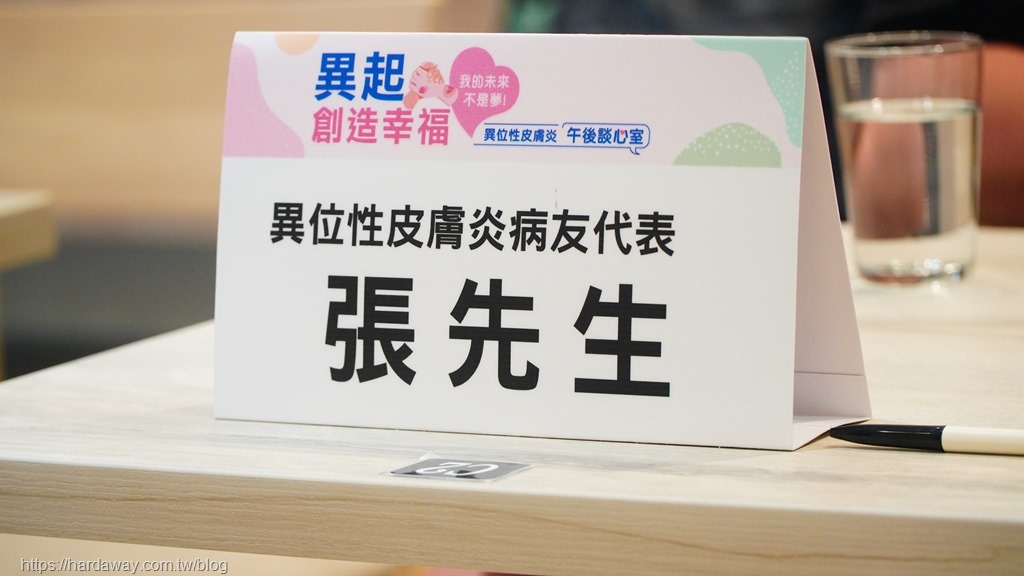 異起
創造幸福
我的未來
不是夢!
異位性皮膚炎 午後談心室
異位性皮膚炎病友代表
張先生
https://hardaway.com.tw/blog